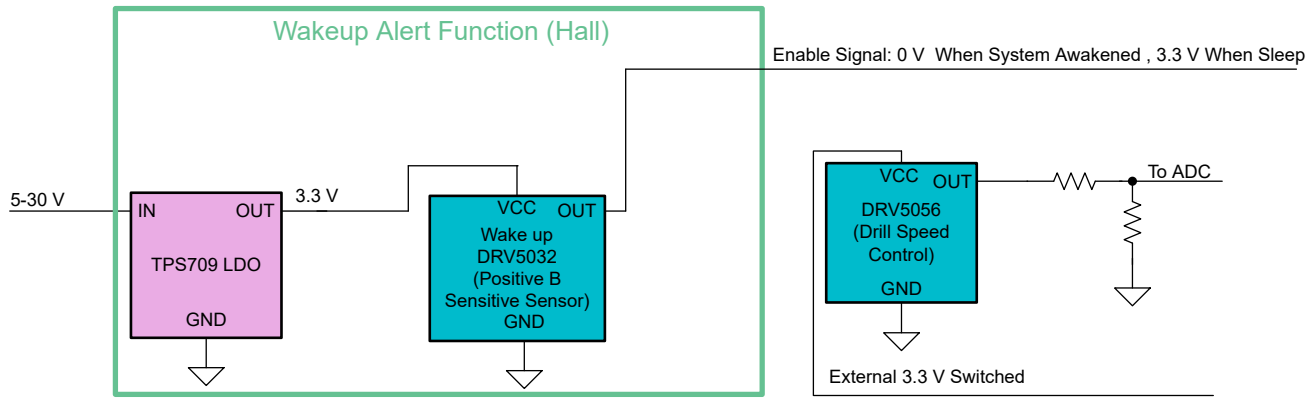 Wakeup Alert Function (Hall)
Enable Signal: 0 V When System Awakened , 3.3 V When Sleep
5-30 V
IN
OUT
TPS709 LDO
GND
3.3 V
VCC
OUT
Wake up
DRV5032
(Positive B
Sensitive Sensor)
GND
VCC
OUT
DRV5056
(Drill Speed
Control)
GND
To ADC
External 3.3 V Switched